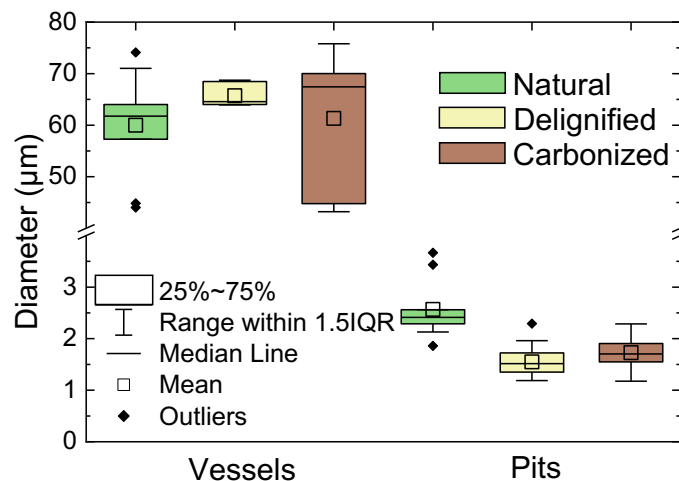 Diameter (µm)
80
70
60
50
3
2
1
0
Natural
Delignified
Carbonized
25%~75%
Range within 1.5IQR
Median Line
Mean
Outliers
Vessels
Pits